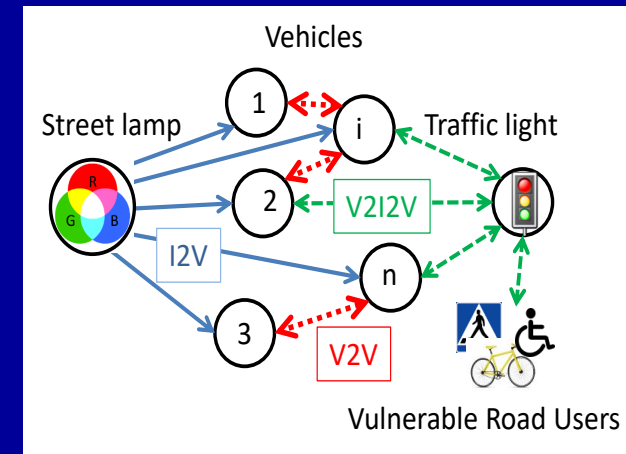 Vehicles
Street lamp
1
i
Traffic light
R
G
B
2
V2I2V
I2V
n
3
V2V
Vulnerable Road Users